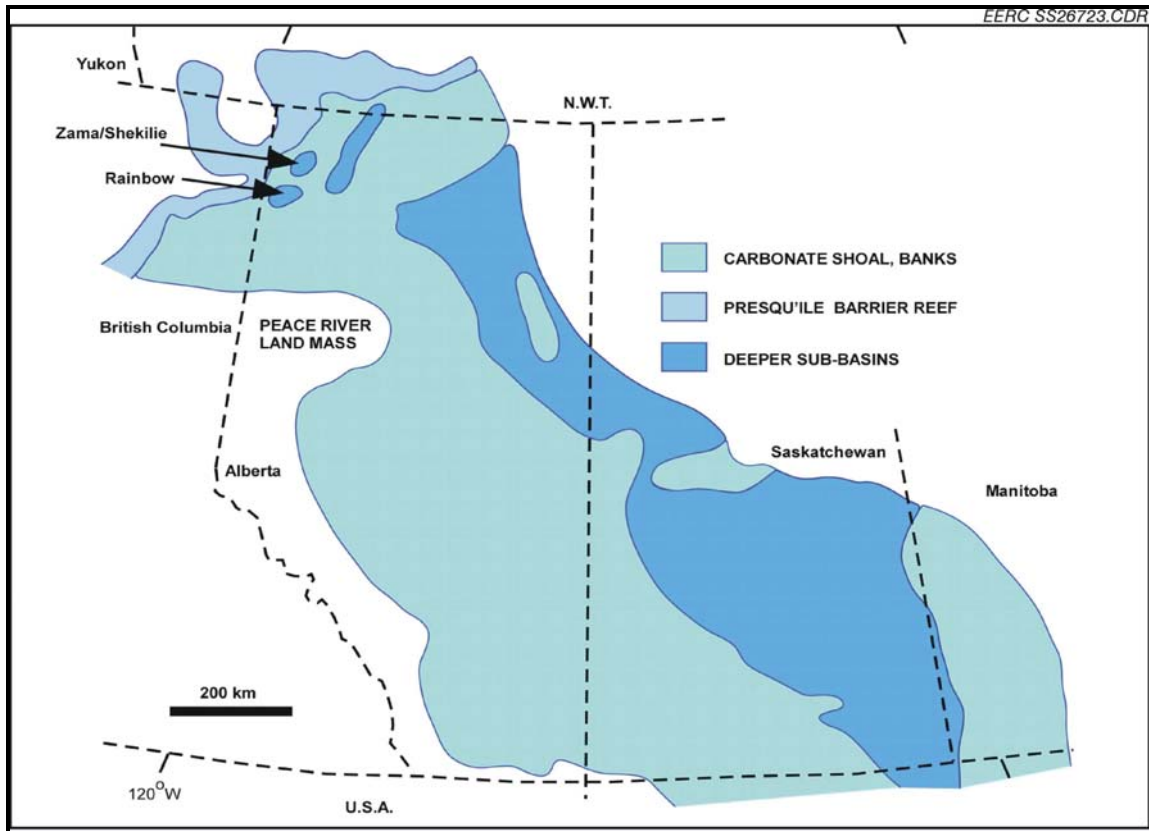 EERC SS26723.CDR
Yukon
N.W.T.
Zama/Shekilie
Rainbow
CARBONATE SHOAL, BANKS
PRESQU'ILE BARRIER REEF
DEEPER SUB-BASINS
British Columbia
PEACE RIVER
LAND MASS
Alberta
Saskatchewan
Manitoba
200 km
120°W
U.S.A.